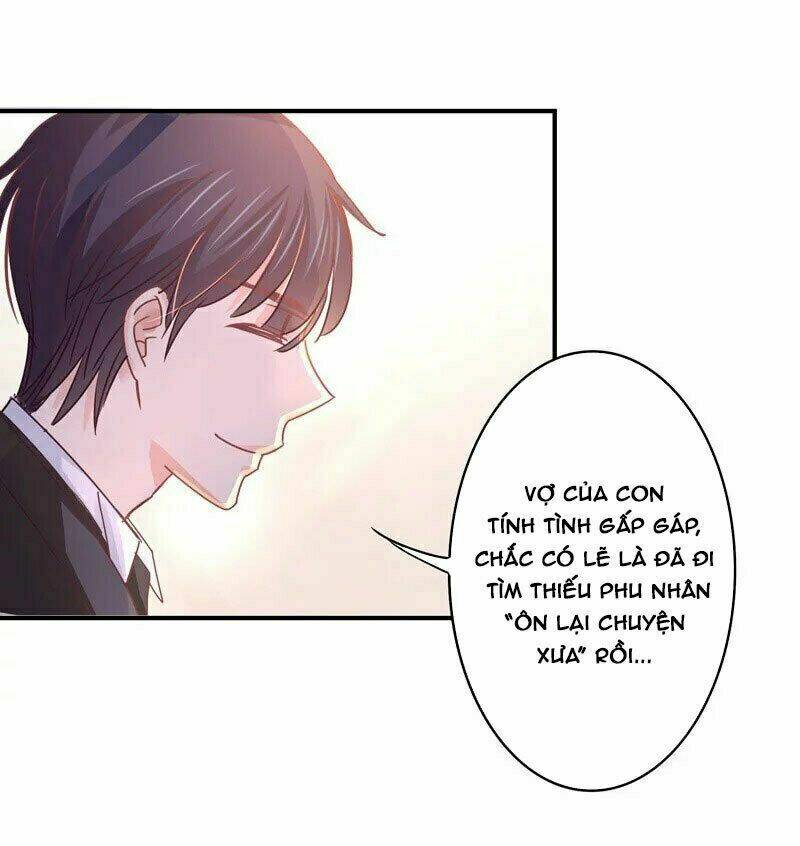 VỢ CỦA CON
TÍNH TÌNH GẤP GÁP,
CHẮC CÓ LẼ LÀ ĐÃ ĐI
TÌM THIẾU PHU NHÂN
"ÔN LẠI CHUYỆN
XƯA" RỒI...